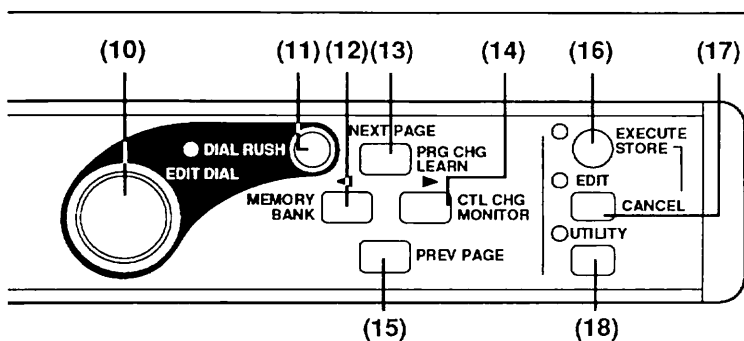 (10)
(11)
(12)
(13)
(14)
(16)
(17)
NEXT PAGE
EXECUTE
STORE
DIAL RUSH
PRG CHG
LEARN
EDIT DIAL
EDIT
MEMORY
BANK
CTL CHG
MONITOR
CANCEL
UTILITY
PREV PAGE
(15)
(18)